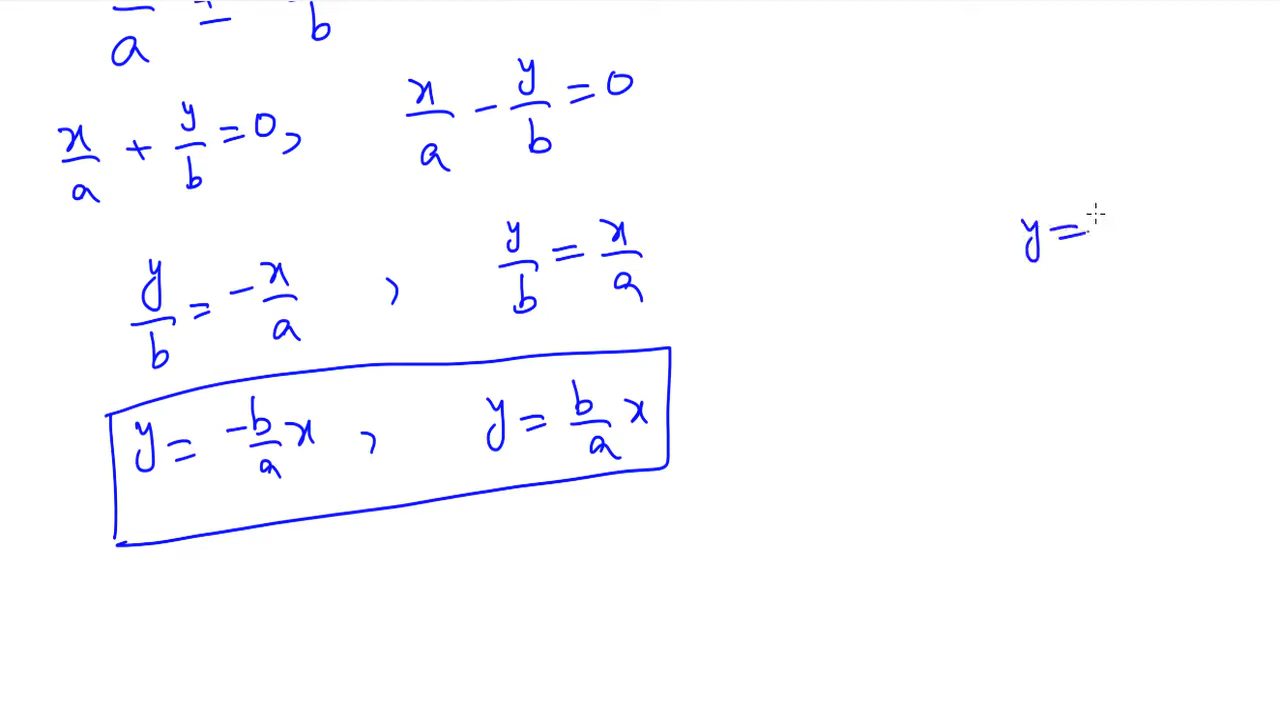 a ± b
x/a + y/b = 0, x/a - y/b = 0
y/b = -x/a , y/b = x/a
y =
y = -b/a x , y = b/a x